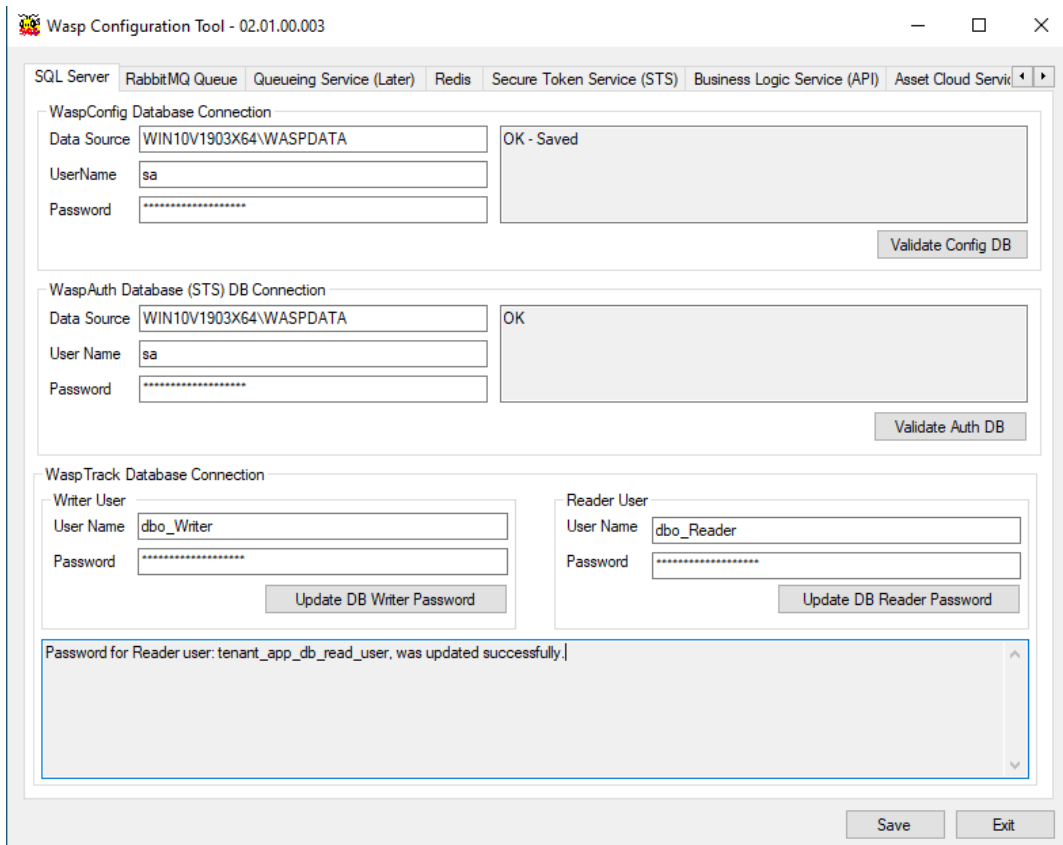 Wasp Configuration Tool - 02.01.00.003
SQL Server RabbitMQ Queue Queueing Service (Later) Redis Secure Token Service (STS) Business Logic Service (API) Asset Cloud Servic
WaspConfig Database Connection
Data Source WIN10V1903X64\WASPDATA OK - Saved
UserName sa
Password *******************
Validate Config DB
WaspAuth Database (STS) DB Connection
Data Source WIN10V1903X64\WASPDATA OK
User Name sa
Password *******************
Validate Auth DB
WaspTrack Database Connection
Writer User Reader User
User Name dbo_Writer User Name dbo_Reader
Password ******************* Password *******************
Update DB Writer Password Update DB Reader Password
Password for Reader user: tenant_app_db_read_user, was updated successfully.
Save Exit